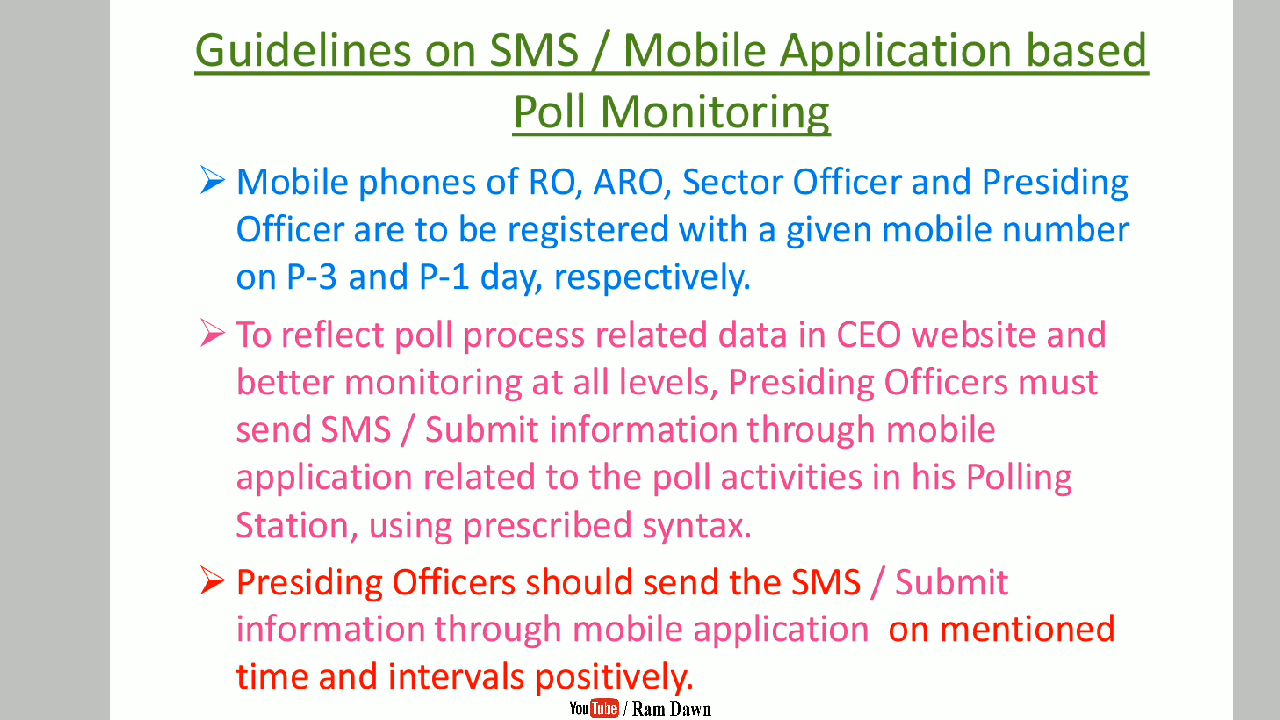 Guidelines on SMS / Mobile Application based
Poll Monitoring
➢ Mobile phones of RO, ARO, Sector Officer and Presiding
Officer are to be registered with a given mobile number
on P-3 and P-1 day, respectively.
➢ To reflect poll process related data in CEO website and
better monitoring at all levels, Presiding Officers must
send SMS / Submit information through mobile
application related to the poll activities in his Polling
Station, using prescribed syntax.
➢ Presiding Officers should send the SMS / Submit
information through mobile application on mentioned
time and intervals positively.
YouTube / Ram Dawn